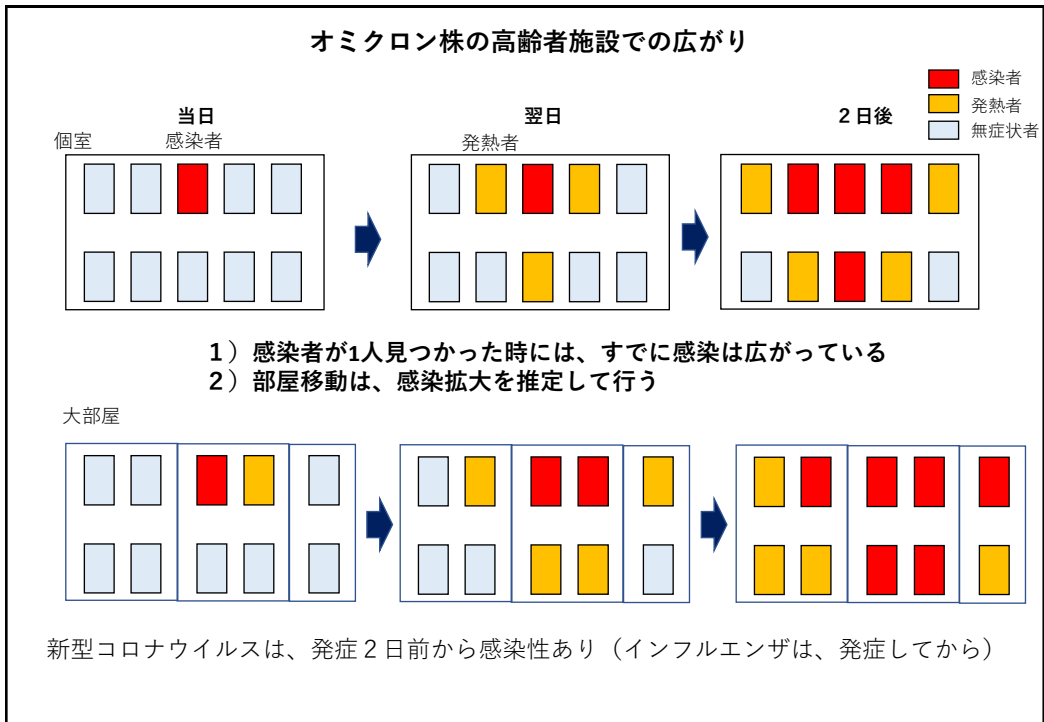 オミクロン株の高齢者施設での広がり
感染者
発熱者
無症状者
当日
翌日
２日後
個室
感染者
発熱者
１）感染者が1人見つかった時には、すでに感染は広がっている
２）部屋移動は、感染拡大を推定して行う
大部屋
新型コロナウイルスは、発症２日前から感染性あり（インフルエンザは、発症してから）